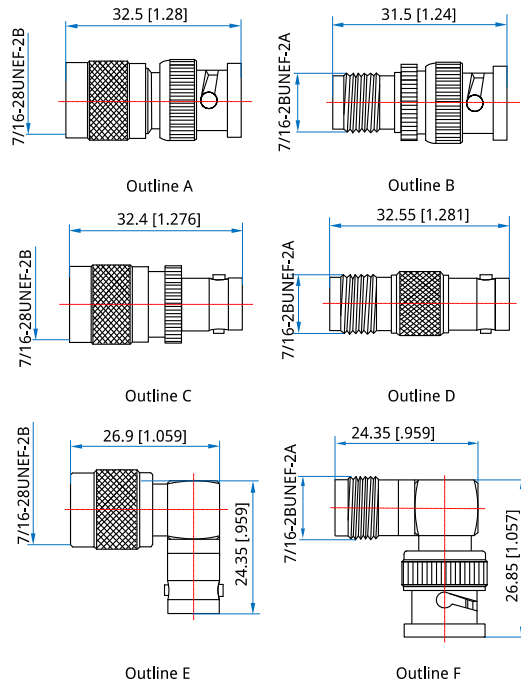 32.5 [1.28]
31.5 [1.24]
7/16-28UNEF-2B
7/16-2BUNEF-2A
Outline A
Outline B
32.4 [1.276]
32.55 [1.281]
7/16-28UNEF-2B
7/16-2BUNEF-2A
Outline C
Outline D
26.9 [1.059]
24.35 [.959]
7/16-28UNEF-2B
24.35 [.959]
7/16-2BUNEF-2A
26.85 [1.057]
Outline E
Outline F